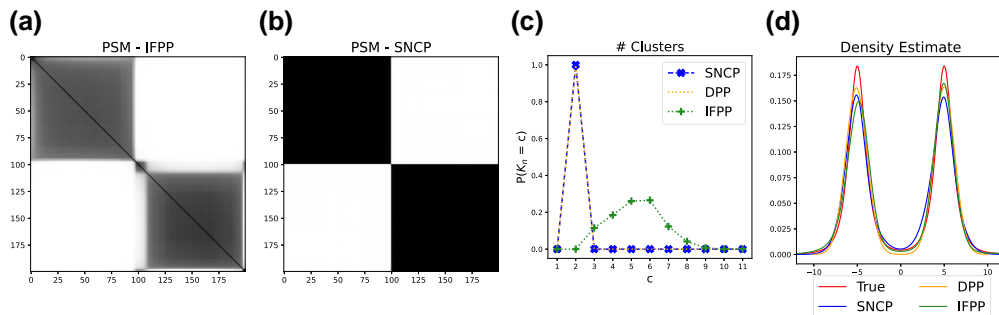 (a)
PSM - IFPP
0
25
50
75
100
125
150
175
0 25 50 75 100 125 150 175
(b)
PSM - SNCP
0
25
50
75
100
125
150
175
0 25 50 75 100 125 150 175
(c)
# Clusters
SNCP
DPP
IFPP
P(Kₙ = c)
1.0
0.8
0.6
0.4
0.2
0.0
1 2 3 4 5 6 7 8 9 10 11
c
(d)
Density Estimate
0.175
0.150
0.125
0.100
0.075
0.050
0.025
0.000
−10 −5 0 5 10
True DPP
SNCP IFPP